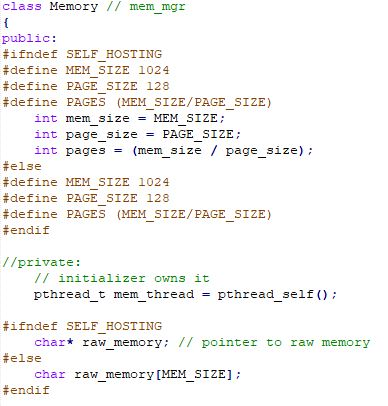 class Memory // mem_mgr
{
public:
#ifndef SELF_HOSTING
#define MEM_SIZE 1024
#define PAGE_SIZE 128
#define PAGES (MEM_SIZE/PAGE_SIZE)
    int mem_size = MEM_SIZE;
    int page_size = PAGE_SIZE;
    int pages = (mem_size / page_size);
#else
#define MEM_SIZE 1024
#define PAGE_SIZE 128
#define PAGES (MEM_SIZE/PAGE_SIZE)
#endif

//private:
    // initializer owns it
    pthread_t mem_thread = pthread_self();

#ifndef SELF_HOSTING
    char* raw_memory; // pointer to raw memory
#else
    char raw_memory[MEM_SIZE];
#endif